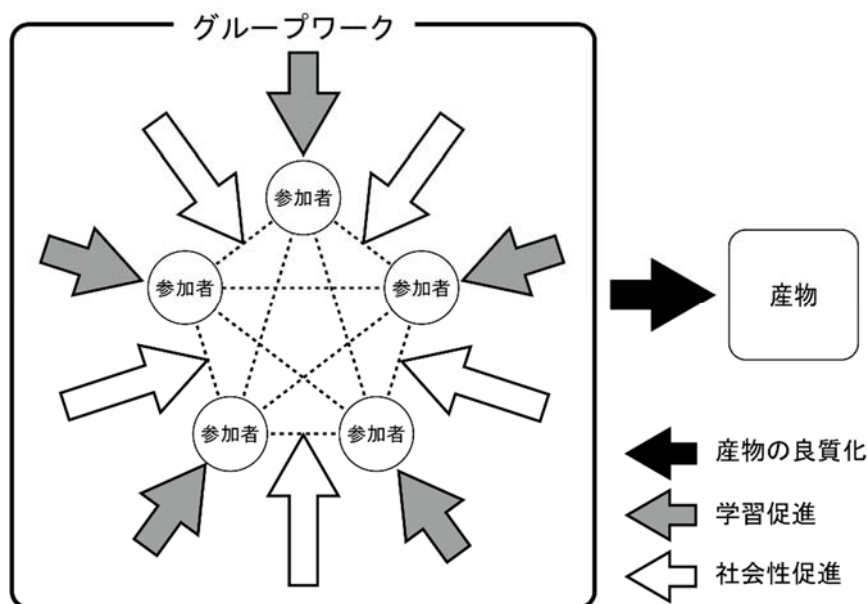 グループワーク
参加者
参加者
参加者
参加者
参加者
産物
産物の良質化
学習促進
社会性促進